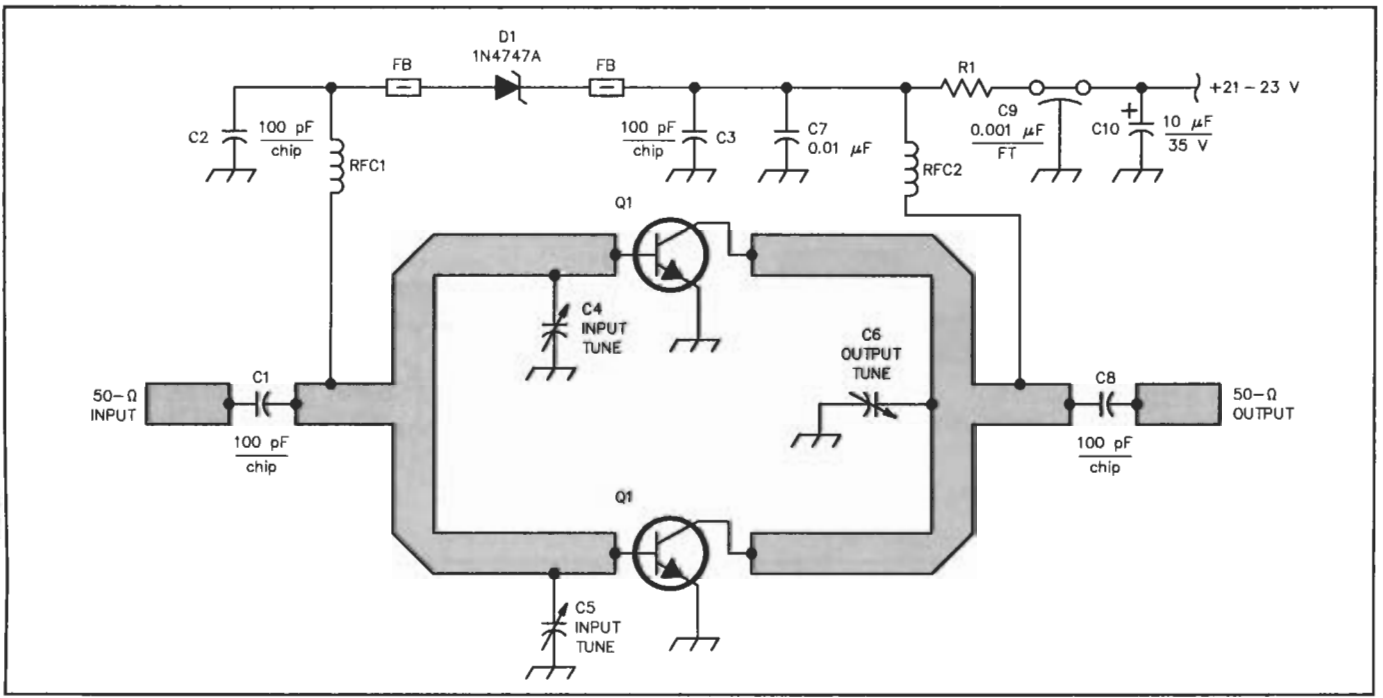 D1
1N4747A
FB
FB
R1
+21-23 V
C2
100 pF
chip
RFC1
100 pF
chip
C3
C7
0.01 µF
RFC2
C9
0.001 µF
FT
+
C10
10 µF
35 V
Q1
C4
INPUT
TUNE
C6
OUTPUT
TUNE
50-Ω
INPUT
C1
100 pF
chip
C8
100 pF
chip
50-Ω
OUTPUT
Q1
C5
INPUT
TUNE